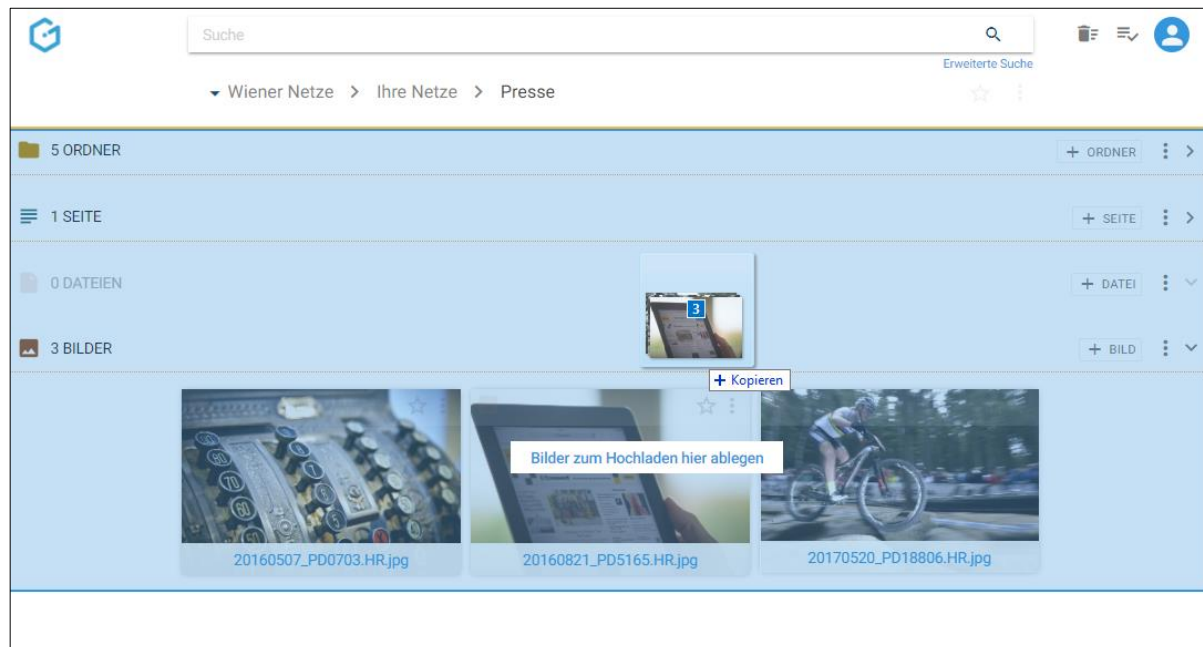 Suche
Erweiterte Suche
Wiener Netze > Ihre Netze > Presse
5 ORDNER
+ ORDNER
1 SEITE
+ SEITE
0 DATEIEN
+ DATEI
3
3 BILDER
+ BILD
+ Kopieren
Bilder zum Hochladen hier ablegen
20160507_PD0703.HR.jpg
20160821_PD5165.HR.jpg
20170520_PD18806.HR.jpg